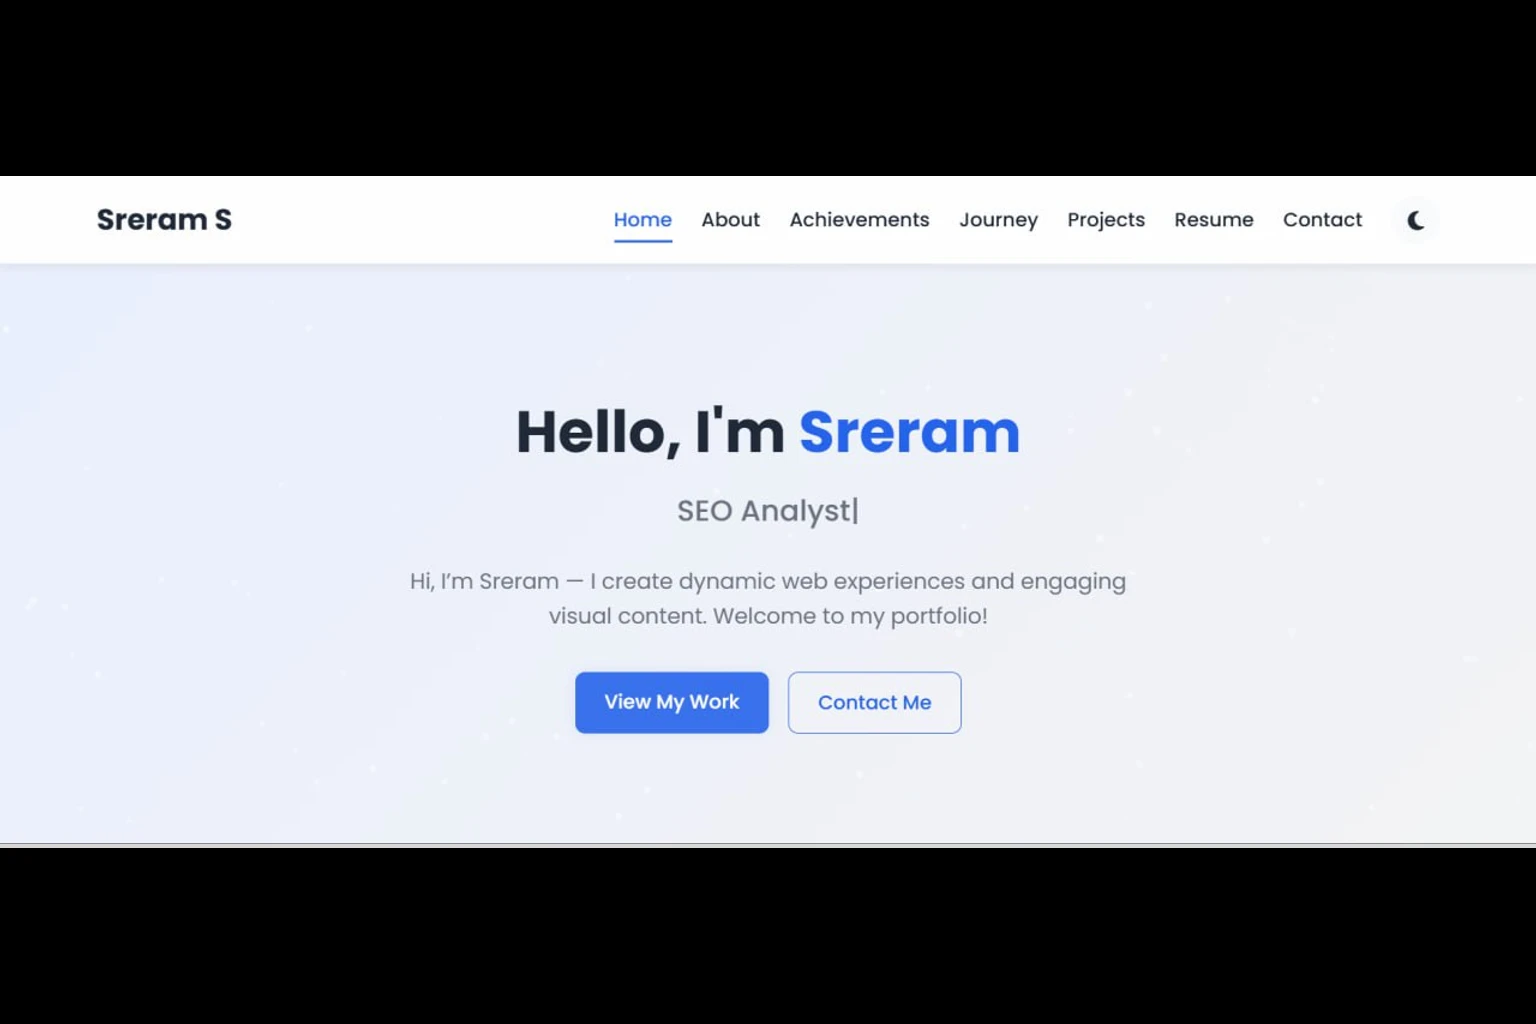 Sreram S
Home About Achievements Journey Projects Resume Contact
Hello, I'm Sreram
SEO Analyst|
Hi, I’m Sreram — I create dynamic web experiences and engaging
visual content. Welcome to my portfolio!
View My Work Contact Me